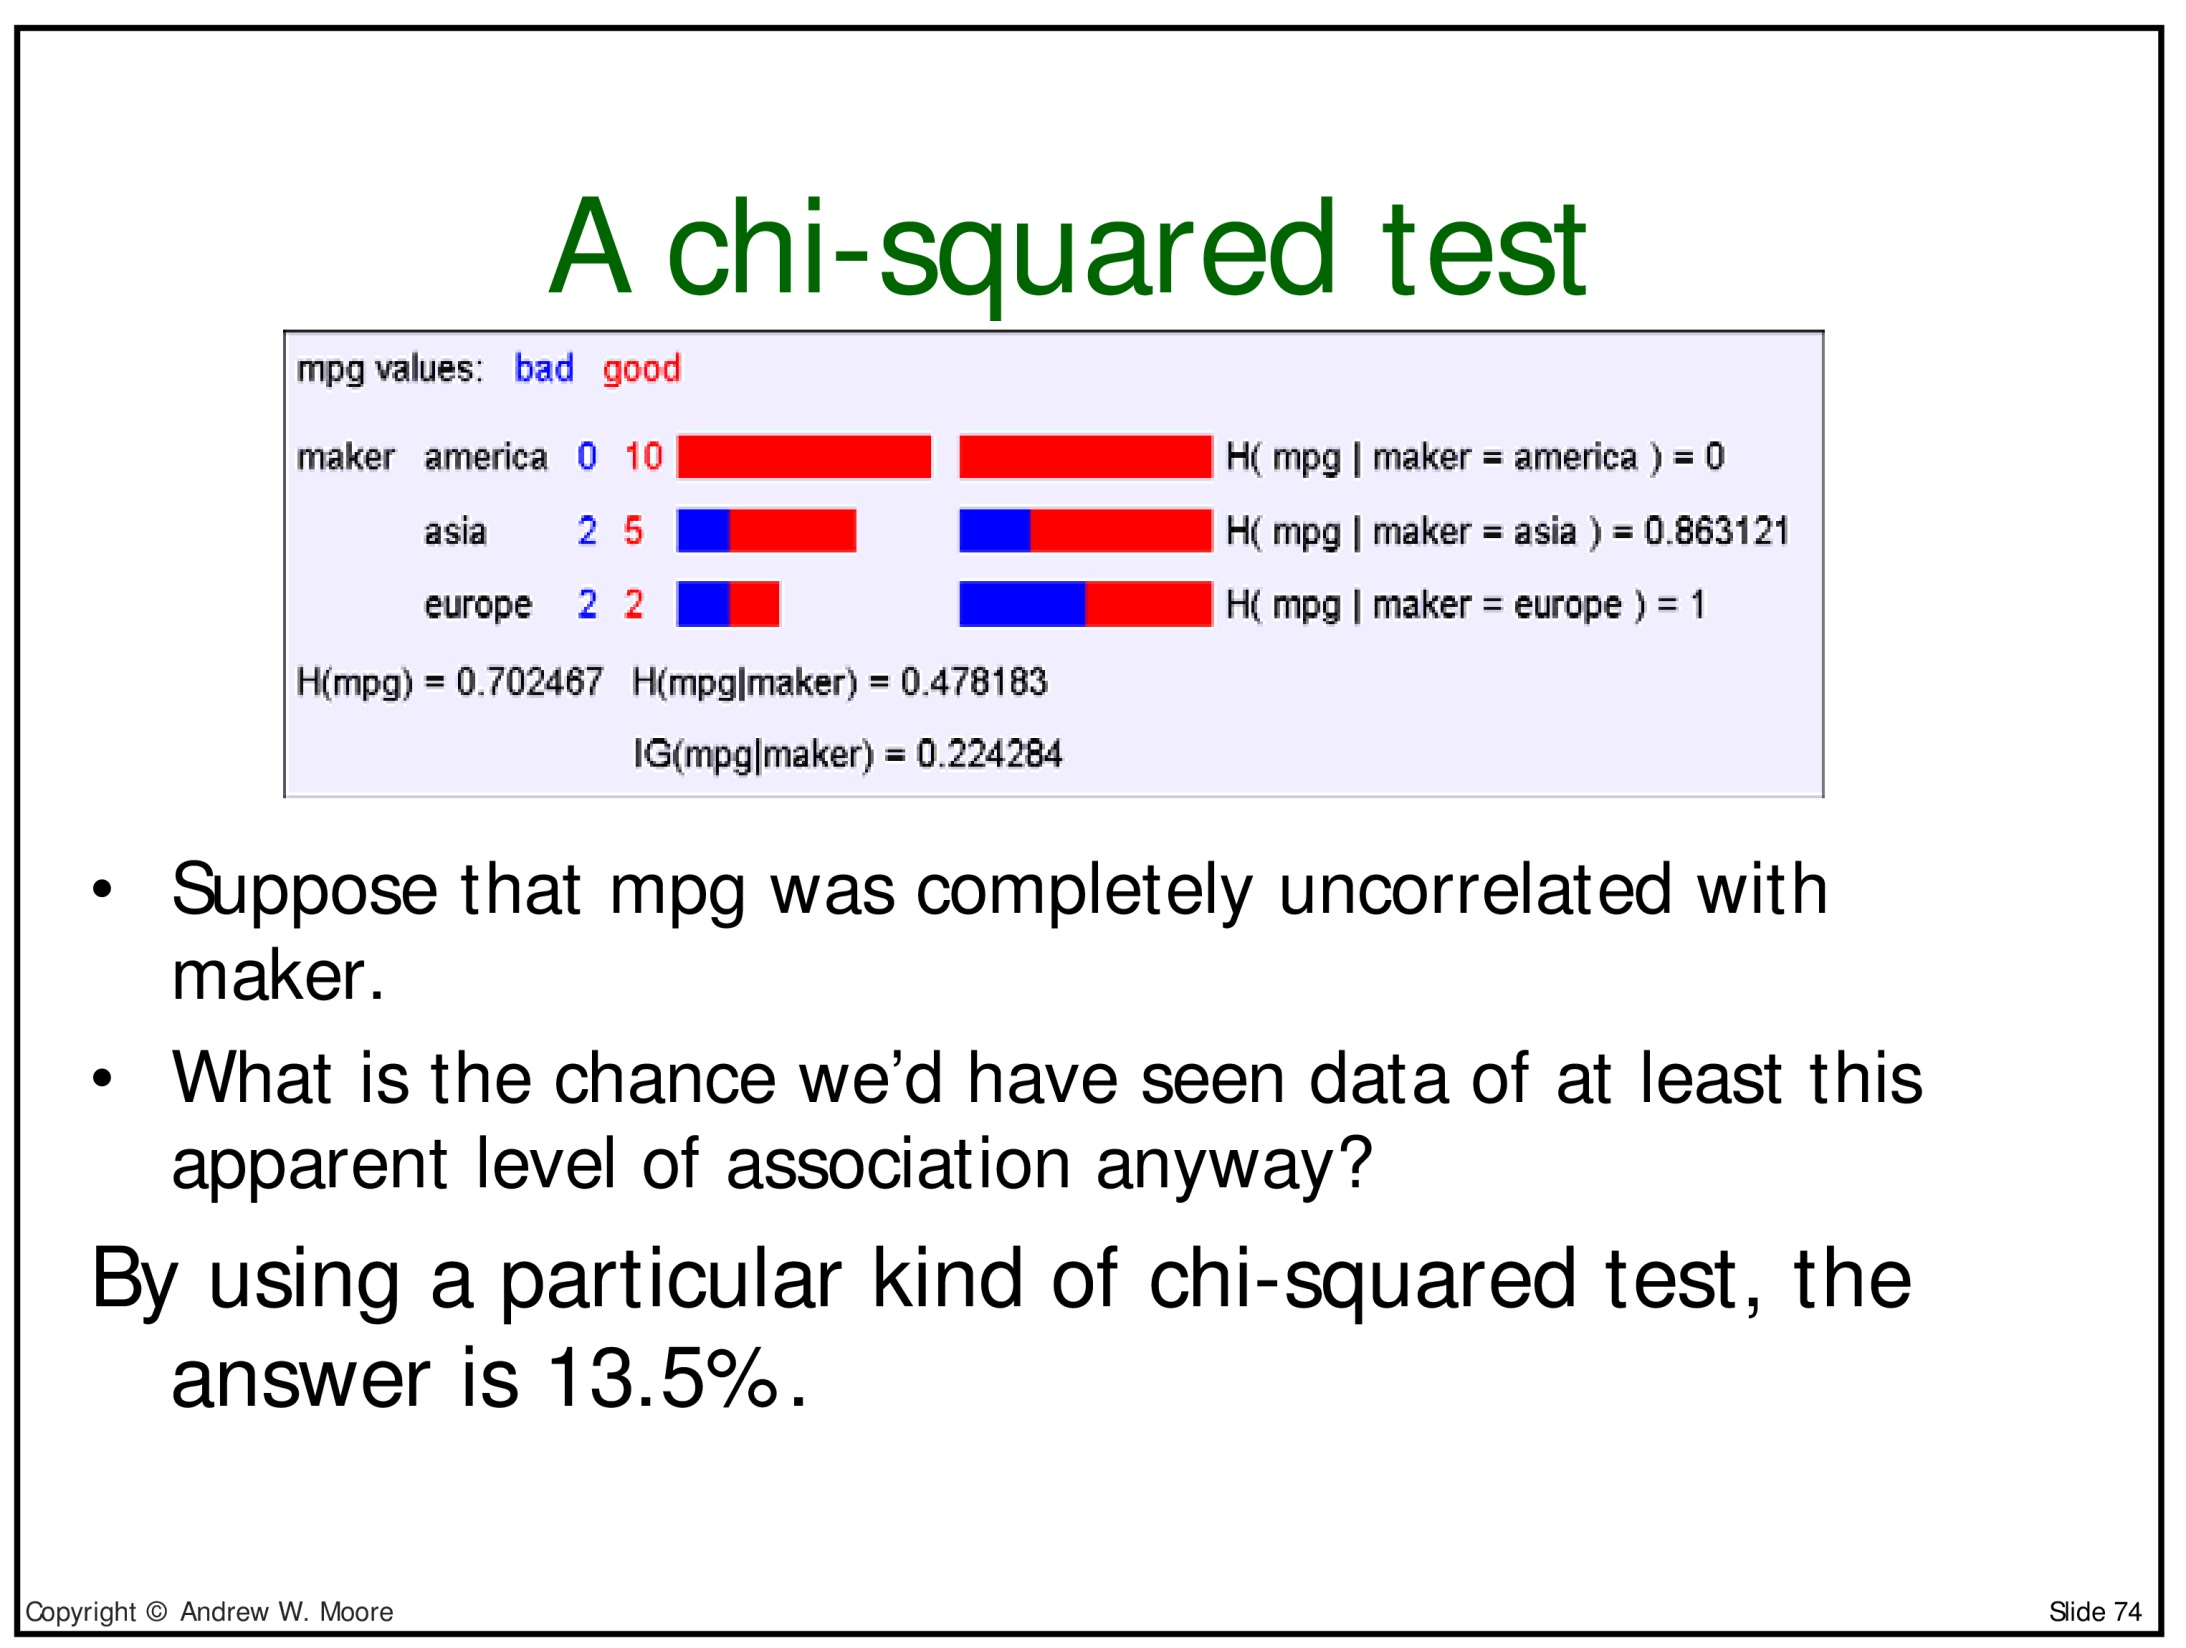 A chi-squared test
mpg values: bad good
maker america 0 10 H( mpg | maker = america ) = 0
asia 2 5 H( mpg | maker = asia ) = 0.863121
europe 2 2 H( mpg | maker = europe ) = 1
H(mpg) = 0.702467 H(mpg|maker) = 0.478183
IG(mpg|maker) = 0.224284
• Suppose that mpg was completely uncorrelated with
maker.
• What is the chance we’d have seen data of at least this
apparent level of association anyway?
By using a particular kind of chi-squared test, the
answer is 13.5%.
Copyright © Andrew W. Moore Slide 74